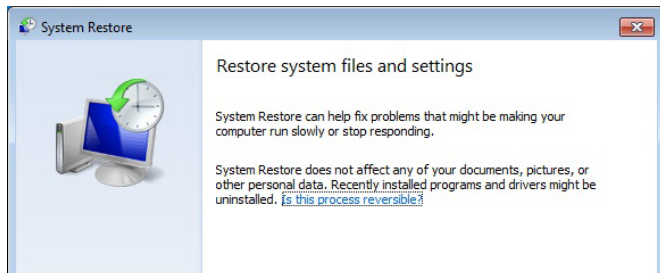 System Restore
Restore system files and settings
System Restore can help fix problems that might be making your
computer run slowly or stop responding.
System Restore does not affect any of your documents, pictures, or
other personal data. Recently installed programs and drivers might be
uninstalled. Is this process reversible?